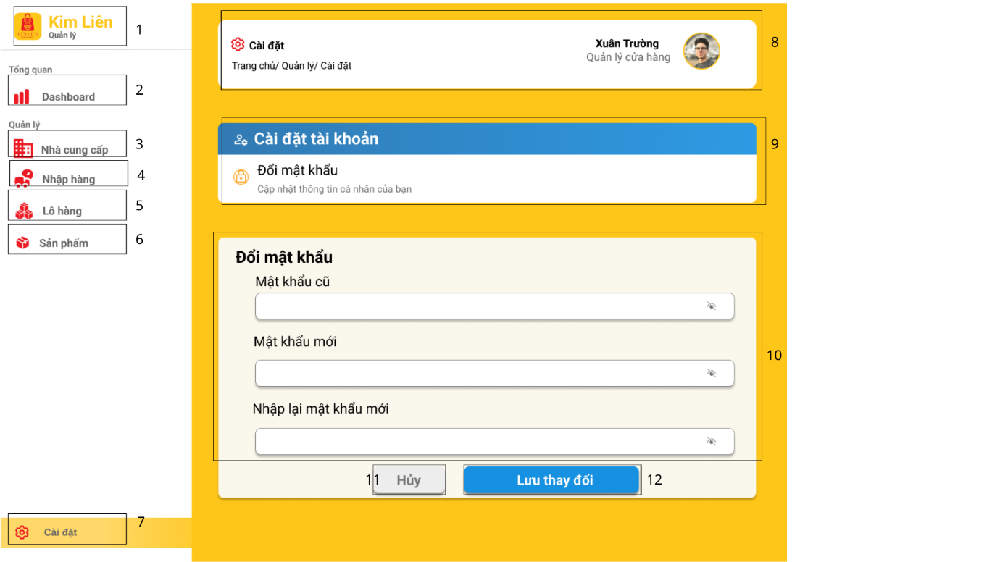 Kim Liên
Quản lý
1
Tổng quan
Dashboard
2
Quản lý
Nhà cung cấp
3
Nhập hàng
4
Lô hàng
5
Sản phẩm
6
Cài đặt
7
Cài đặt
Trang chủ/ Quản lý/ Cài đặt
Xuân Trường
Quản lý cửa hàng
8
Cài đặt tài khoản
Đổi mật khẩu
Cập nhật thông tin cá nhân của bạn
9
Đổi mật khẩu
Mật khẩu cũ
Mật khẩu mới
Nhập lại mật khẩu mới
10
11
Hủy
Lưu thay đổi
12